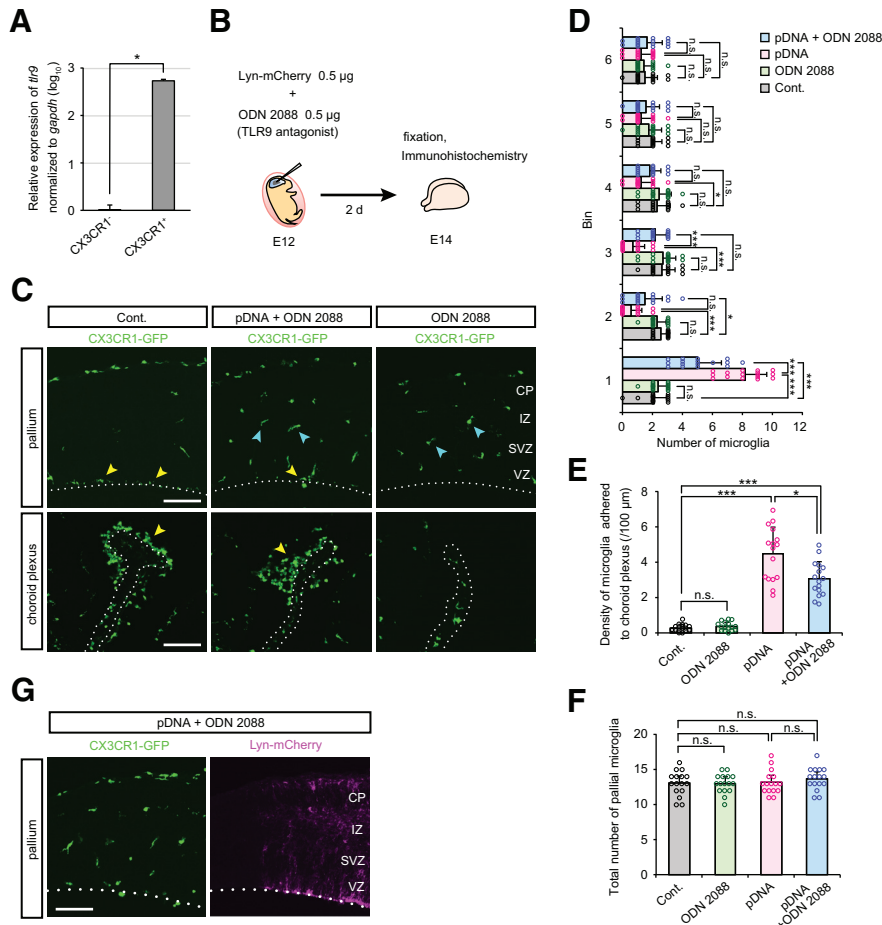 A
Relative expression of tlr9
normalized to gapdh (log10)
3
2
1
0
*
CX3CR1-
CX3CR1+
B
Lyn-mCherry 0.5 µg
+
ODN 2088 0.5 µg
(TLR9 antagonist)
fixation,
Immunohistochemistry
2 d
E12
E14
C
Cont.
pDNA + ODN 2088
ODN 2088
CX3CR1-GFP
CX3CR1-GFP
CX3CR1-GFP
pallium
CP
IZ
SVZ
VZ
choroid plexus
D
pDNA + ODN 2088
pDNA
ODN 2088
Cont.
Bin
6
n.s.
n.s.
n.s.
n.s.
5
n.s.
n.s.
n.s.
n.s.
4
n.s.
*
n.s.
n.s.
3
***
***
n.s.
n.s.
2
n.s.
***
n.s.
*
1
***
***
n.s.
***
0 2 4 6 8 10 12
Number of microglia
E
Density of microglia adhered
to choroid plexus (/100 µm)
8
6
4
2
0
***
***
*
n.s.
Cont.
ODN 2088
pDNA
pDNA
+ODN 2088
F
Total number of pallial microglia
20
15
10
5
0
n.s.
n.s.
n.s.
n.s.
Cont.
ODN 2088
pDNA
pDNA
+ODN 2088
G
pDNA + ODN 2088
CX3CR1-GFP
Lyn-mCherry
pallium
CP
IZ
SVZ
VZ